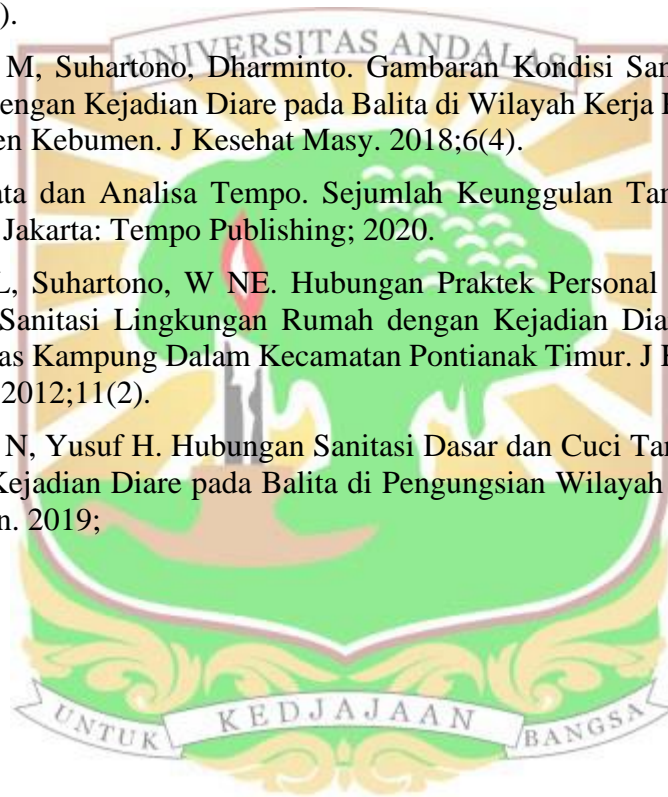 ).
UNIVERSITAS ANDALAS
M, Suhartono, Dharminto. Gambaran Kondisi San
engan Kejadian Diare pada Balita di Wilayah Kerja
en Kebumen. J Kesehat Masy. 2018;6(4).
ata dan Analisa Tempo. Sejumlah Keunggulan Tan
Jakarta: Tempo Publishing; 2020.
L, Suhartono, W NE. Hubungan Praktek Personal
Sanitasi Lingkungan Rumah dengan Kejadian Dia
as Kampung Dalam Kecamatan Pontianak Timur. J
2012;11(2).
N, Yusuf H. Hubungan Sanitasi Dasar dan Cuci Tan
Kejadian Diare pada Balita di Pengungsian Wilayah
n. 2019;
UNTUK KEDJAJAAN BANGSA